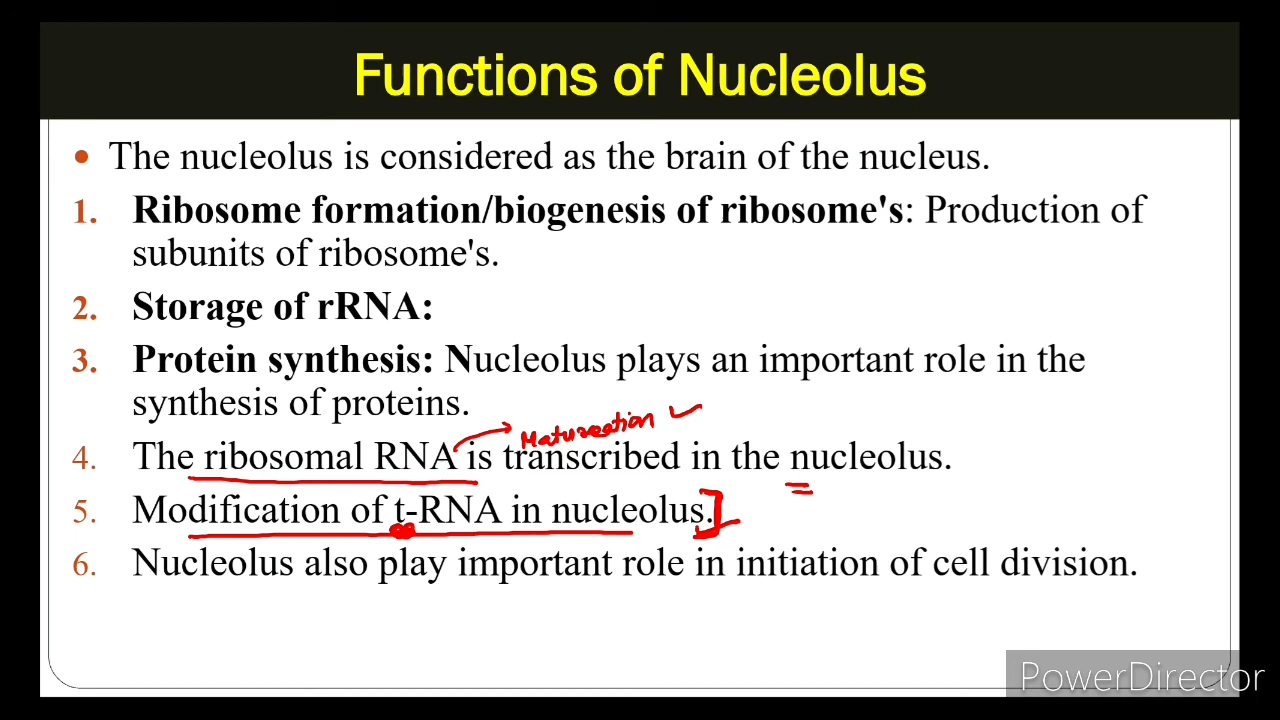 Functions of Nucleolus
• The nucleolus is considered as the brain of the nucleus.
1. Ribosome formation/biogenesis of ribosome's: Production of
subunits of ribosome's.
2. Storage of rRNA:
3. Protein synthesis: Nucleolus plays an important role in the
synthesis of proteins.
Maturation
4. The ribosomal RNA is transcribed in the nucleolus.
5. Modification of t-RNA in nucleolus.
6. Nucleolus also play important role in initiation of cell division.
PowerDirector